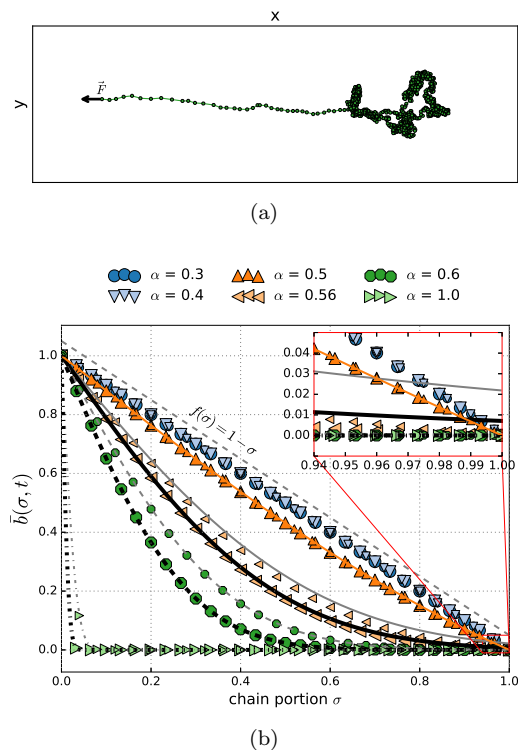 x
y
F⃗
(a)
α = 0.3
α = 0.5
α = 0.6
α = 0.4
α = 0.56
α = 1.0
b̄(σ, t)
1.0
0.8
0.6
0.4
0.2
0.0
f(σ) = 1 − σ
0.04
0.03
0.02
0.01
0.00
0.94 0.95 0.96 0.97 0.98 0.99 1.00
0.0 0.2 0.4 0.6 0.8 1.0
chain portion σ
(b)